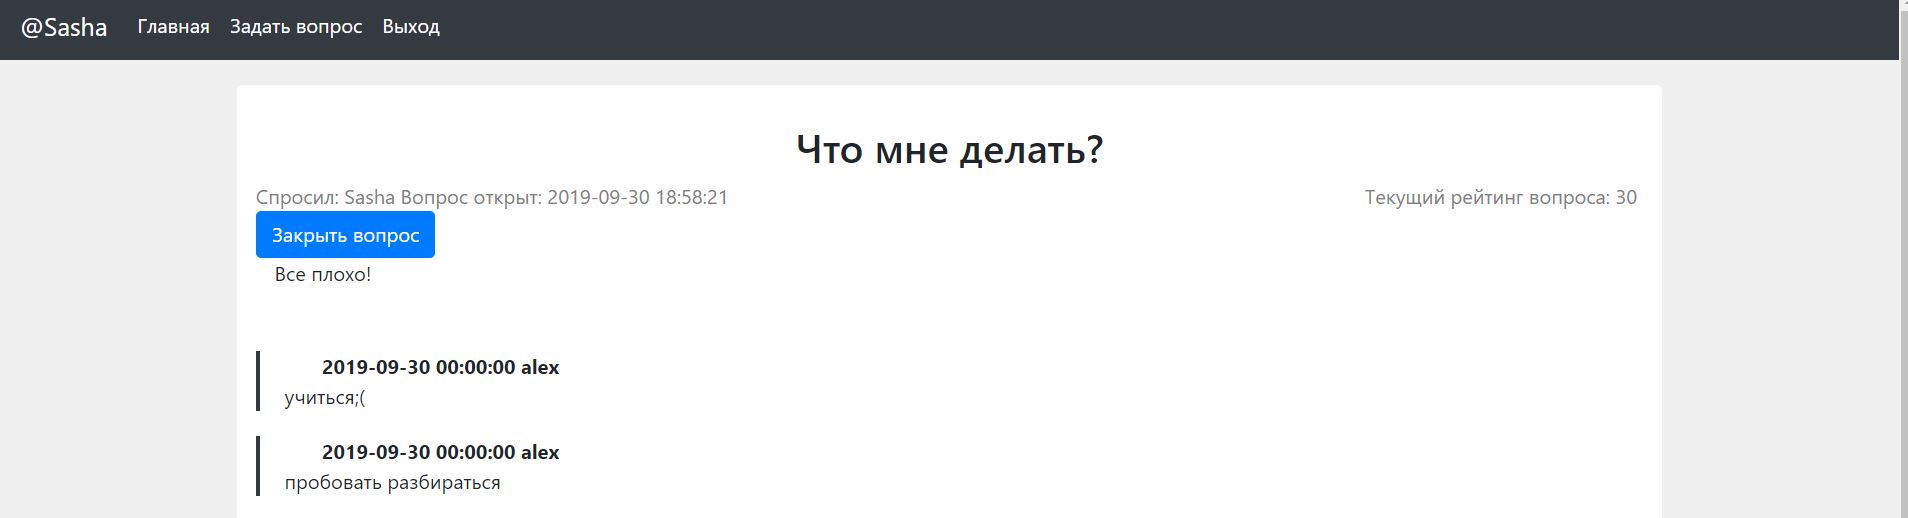 @Sasha Главная Задать вопрос Выход
Что мне делать?
Спросил: Sasha Вопрос открыт: 2019-09-30 18:58:21 Текущий рейтинг вопроса: 30
Закрыть вопрос
Все плохо!
2019-09-30 00:00:00 alex
учиться;(
2019-09-30 00:00:00 alex
пробовать разбираться